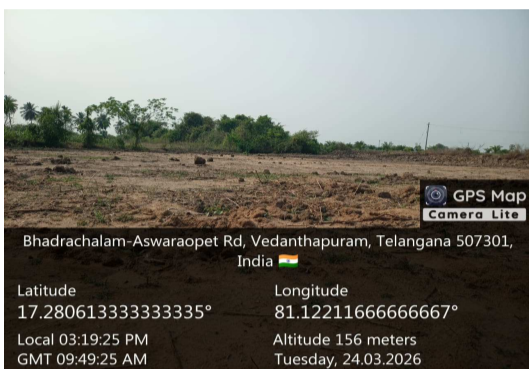 GPS Map
Camera Lite
Bhadrachalam-Aswaraopet Rd, Vedanthapuram, Telangana 507301,
India
Latitude
17.280613333333335°
Longitude
81.12211666666667°
Local 03:19:25 PM
GMT 09:49:25 AM
Altitude 156 meters
Tuesday, 24.03.2026